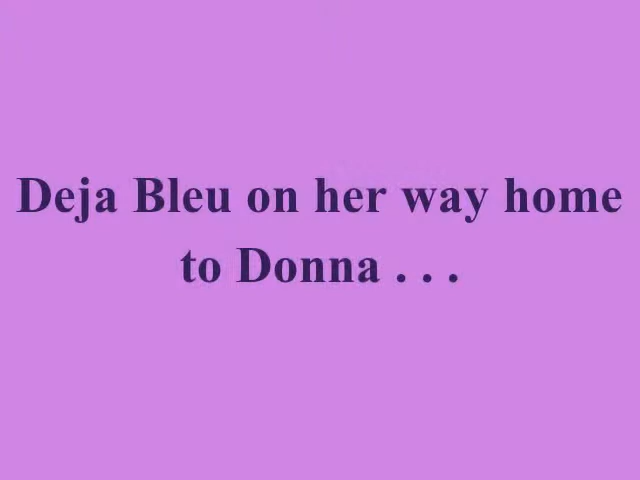 Deja Bleu on her way home
to Donna . . .